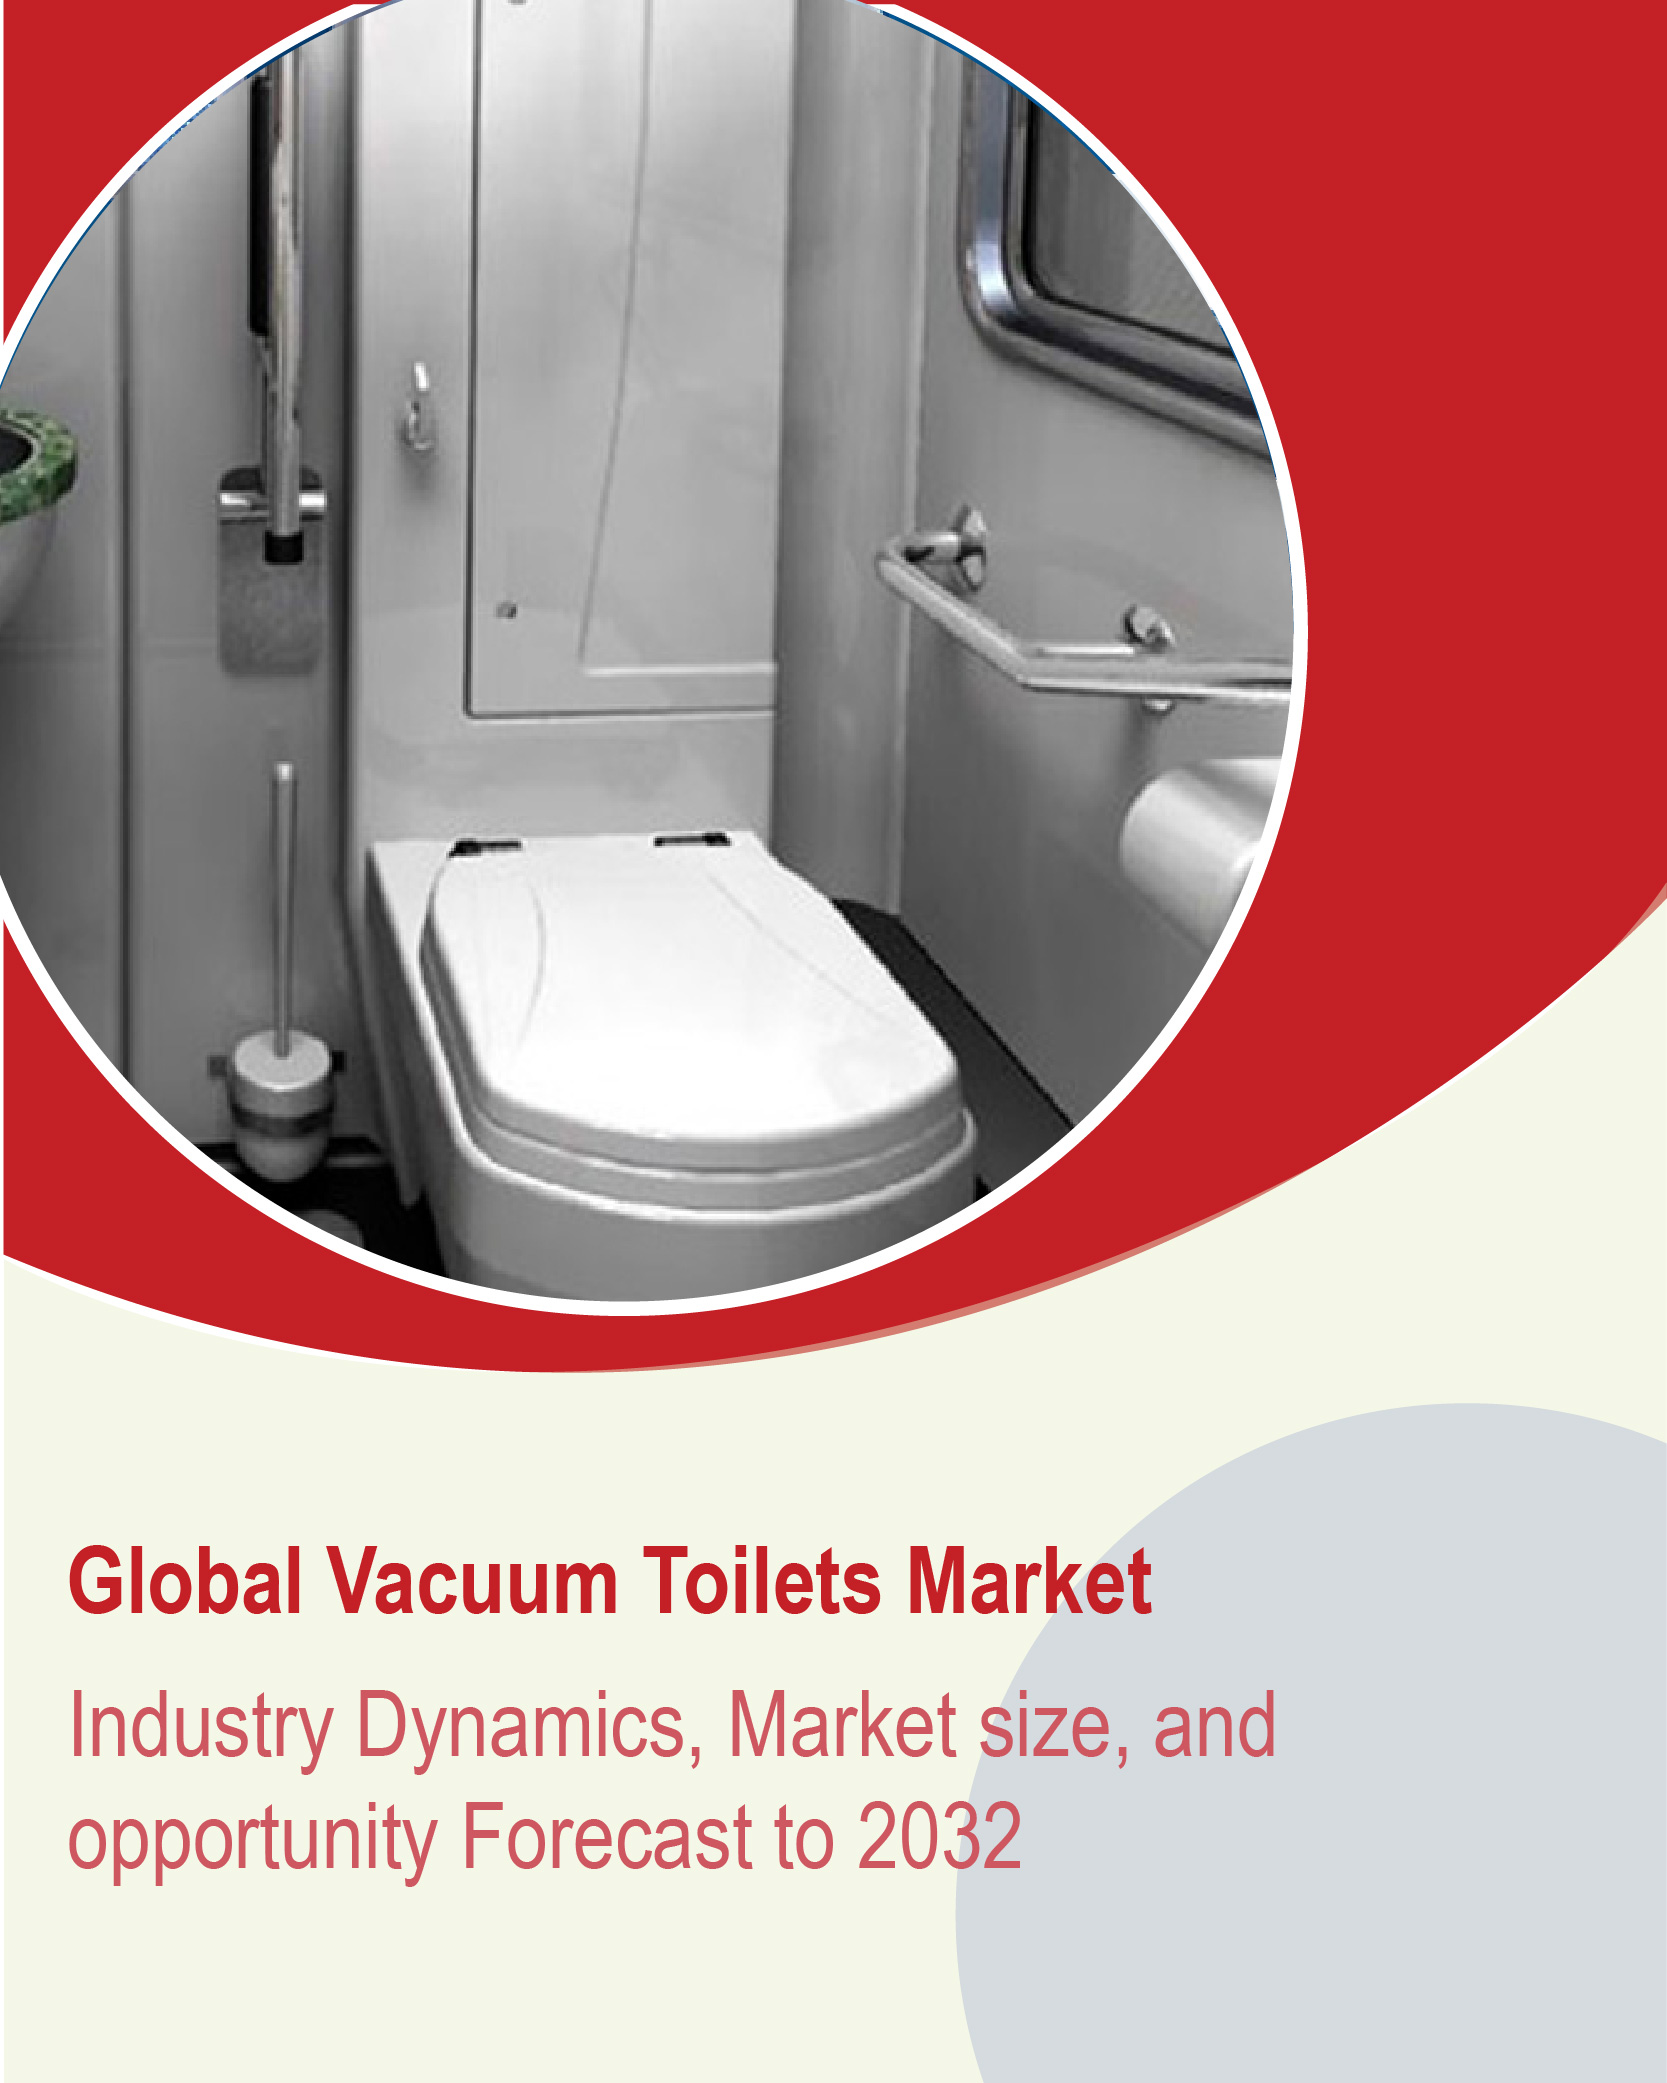 Global Vacuum Toilets Market
Industry Dynamics, Market size, and
opportunity Forecast to 2032